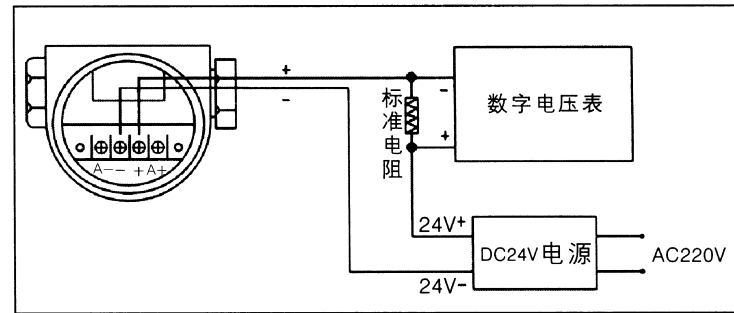 A- - + A+
+
-
标准电阻
-
+
数字电压表
24V+
24V-
DC24V电源
AC220V